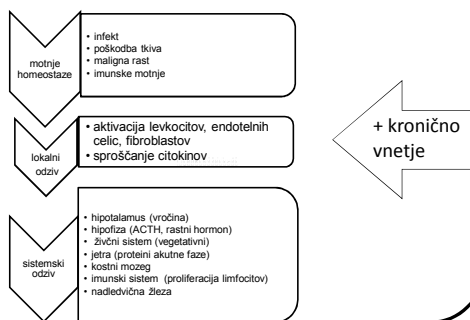 motnje
homeostaze
• infekt
• poškodba tkiva
• maligna rast
• imunske motnje
lokalni
odziv
• aktivacija levkocitov, endotelnih
celic, fibroblastov
• sproščanje citokinov
+ kronično
vnetje
sistemski
odziv
• hipotalamus (vročina)
• hipofiza (ACTH, rastni hormon)
• živčni sistem (vegetativni)
• jetra (proteini akutne faze)
• kostni mozeg
• imunski sistem (proliferacija limfocitov)
• nadledvična žleza